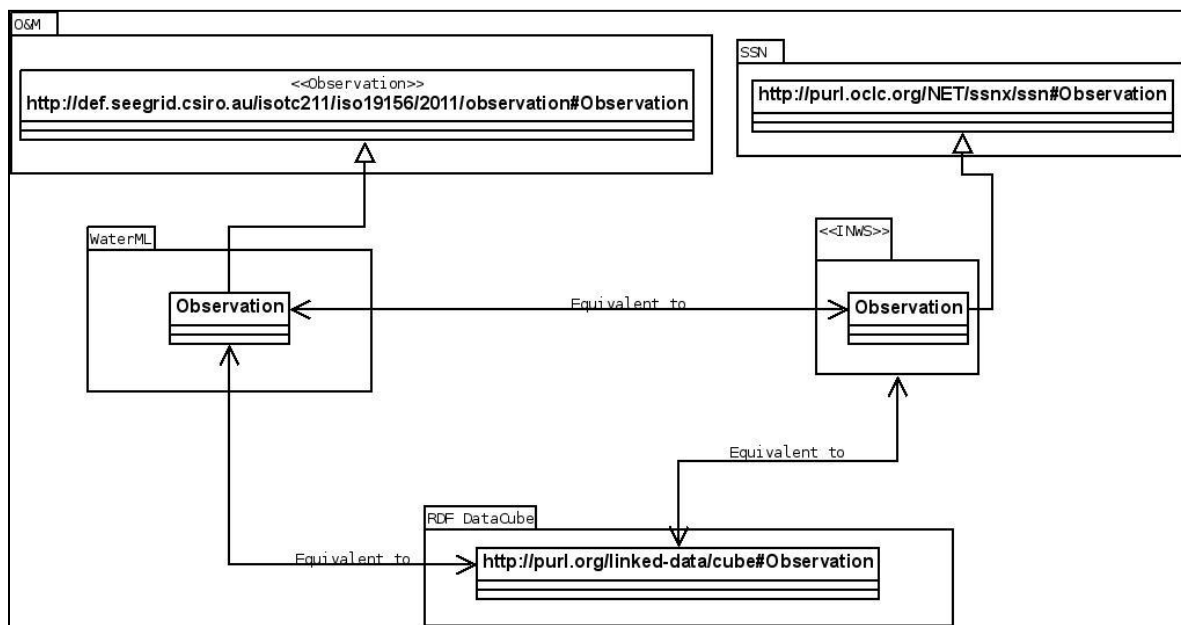 O&M
<<Observation>>
http://def.seegrid.csiro.au/isotc211/iso19156/2011/observation#Observation
SSN
http://purl.oclc.org/NET/ssnx/ssn#Observation
WaterML
Observation
<<INWS>>
Observation
Equivalent to
Equivalent to
RDF DataCube
http://purl.org/linked-data/cube#Observation
Equivalent to